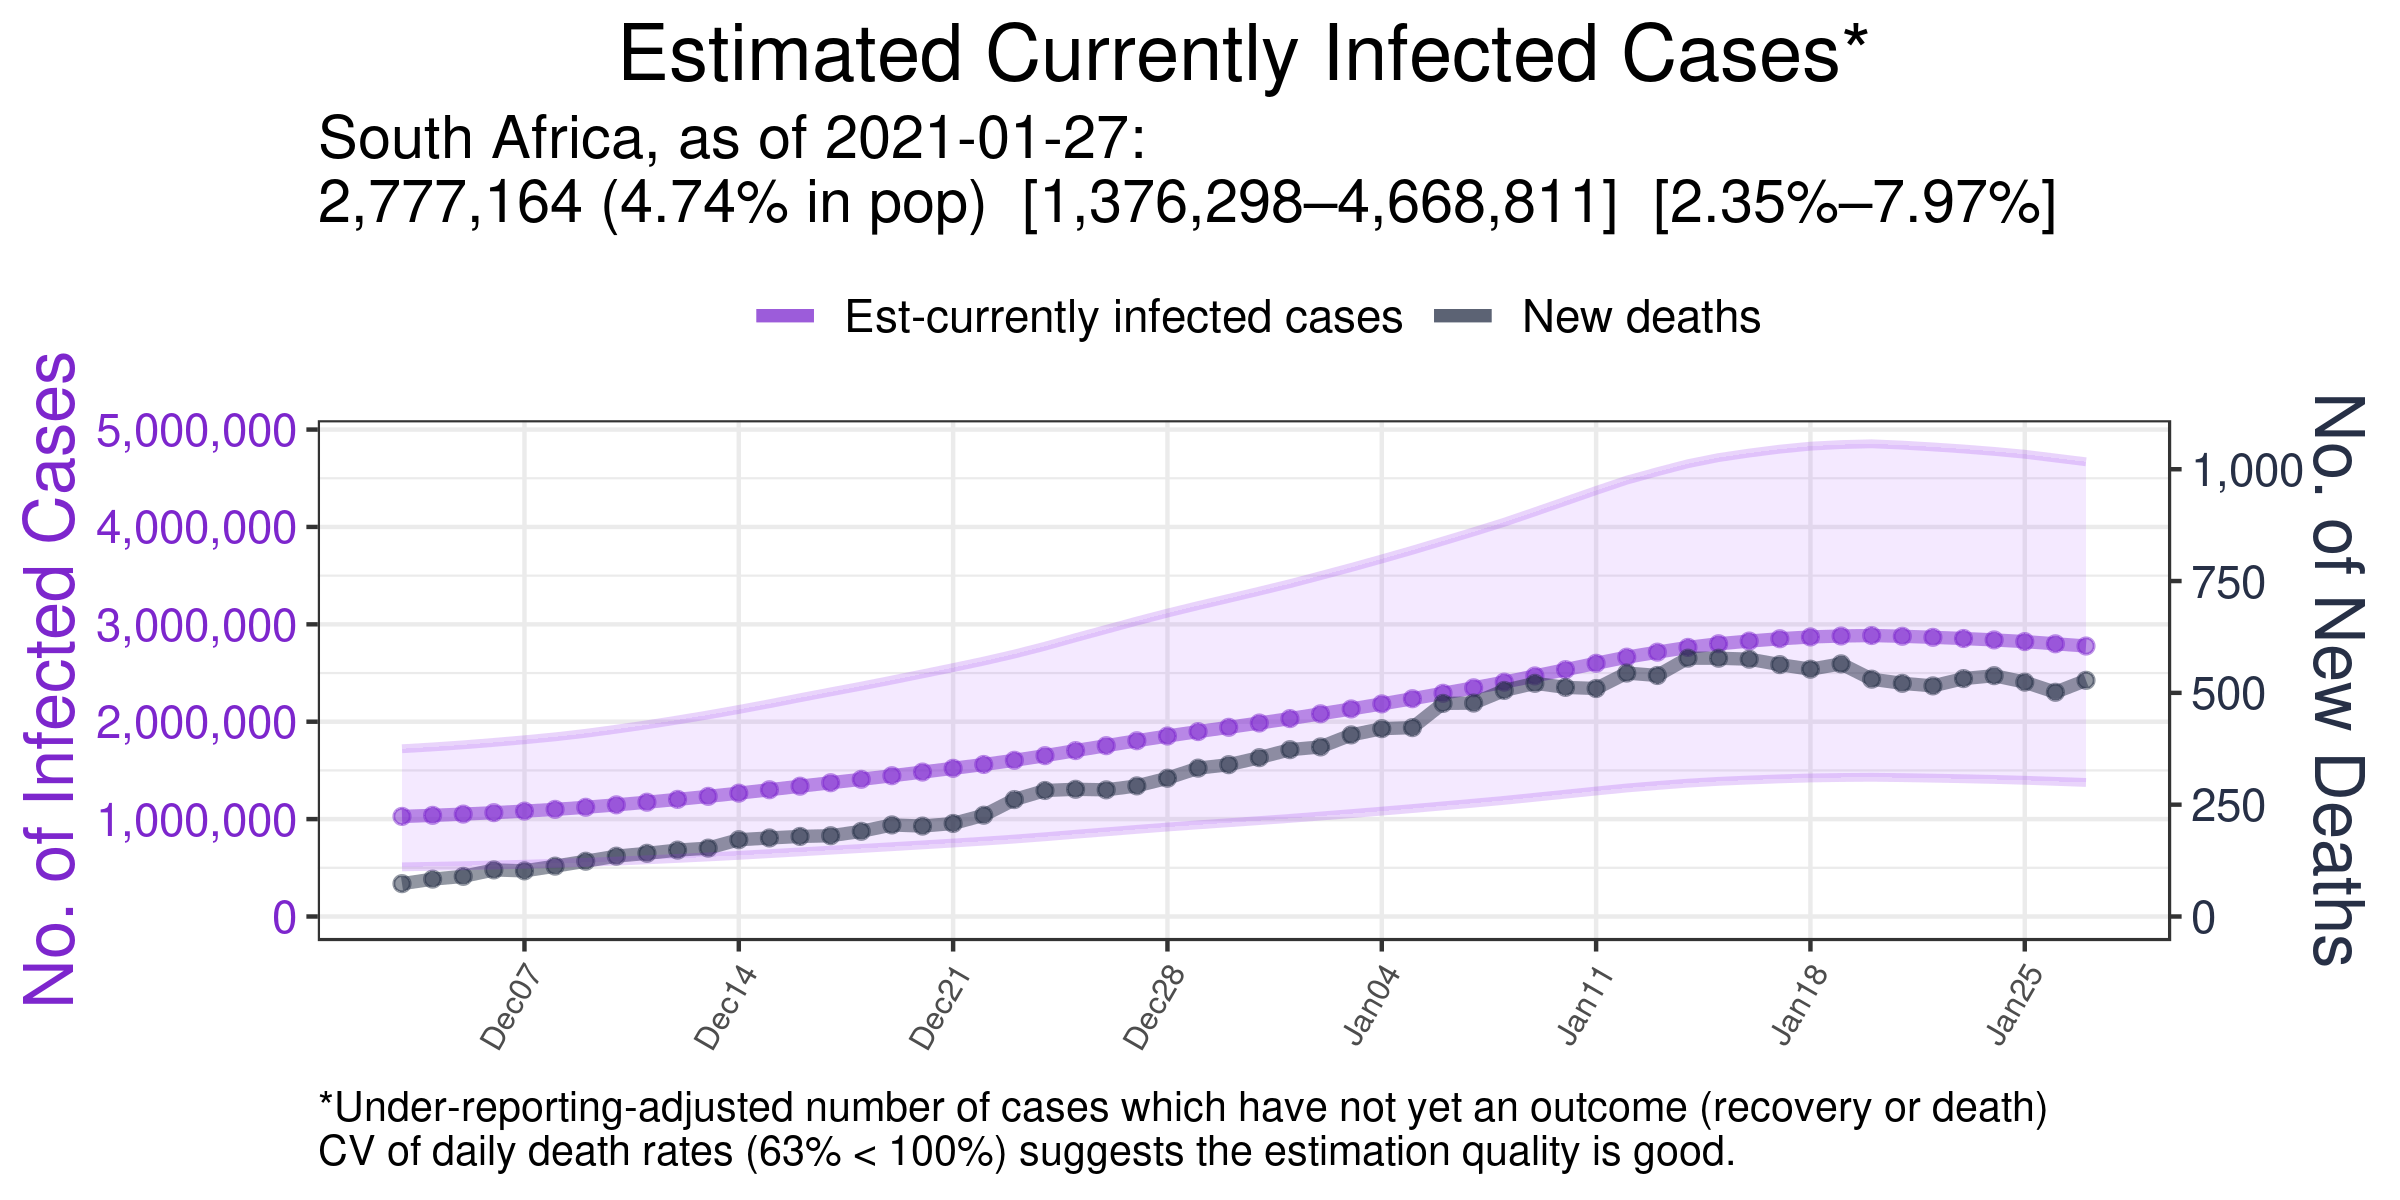 Estimated Currently Infected Cases*
South Africa, as of 2021-01-27:
2,777,164 (4.74% in pop) [1,376,298–4,668,811] [2.35%–7.97%]
Est-currently infected cases
New deaths
No. of Infected Cases
5,000,000
4,000,000
3,000,000
2,000,000
1,000,000
0
1,000
750
500
250
0
No. of New Deaths
Dec07
Dec14
Dec21
Dec28
Jan04
Jan11
Jan18
Jan25
*Under-reporting-adjusted number of cases which have not yet an outcome (recovery or death)
CV of daily death rates (63% < 100%) suggests the estimation quality is good.